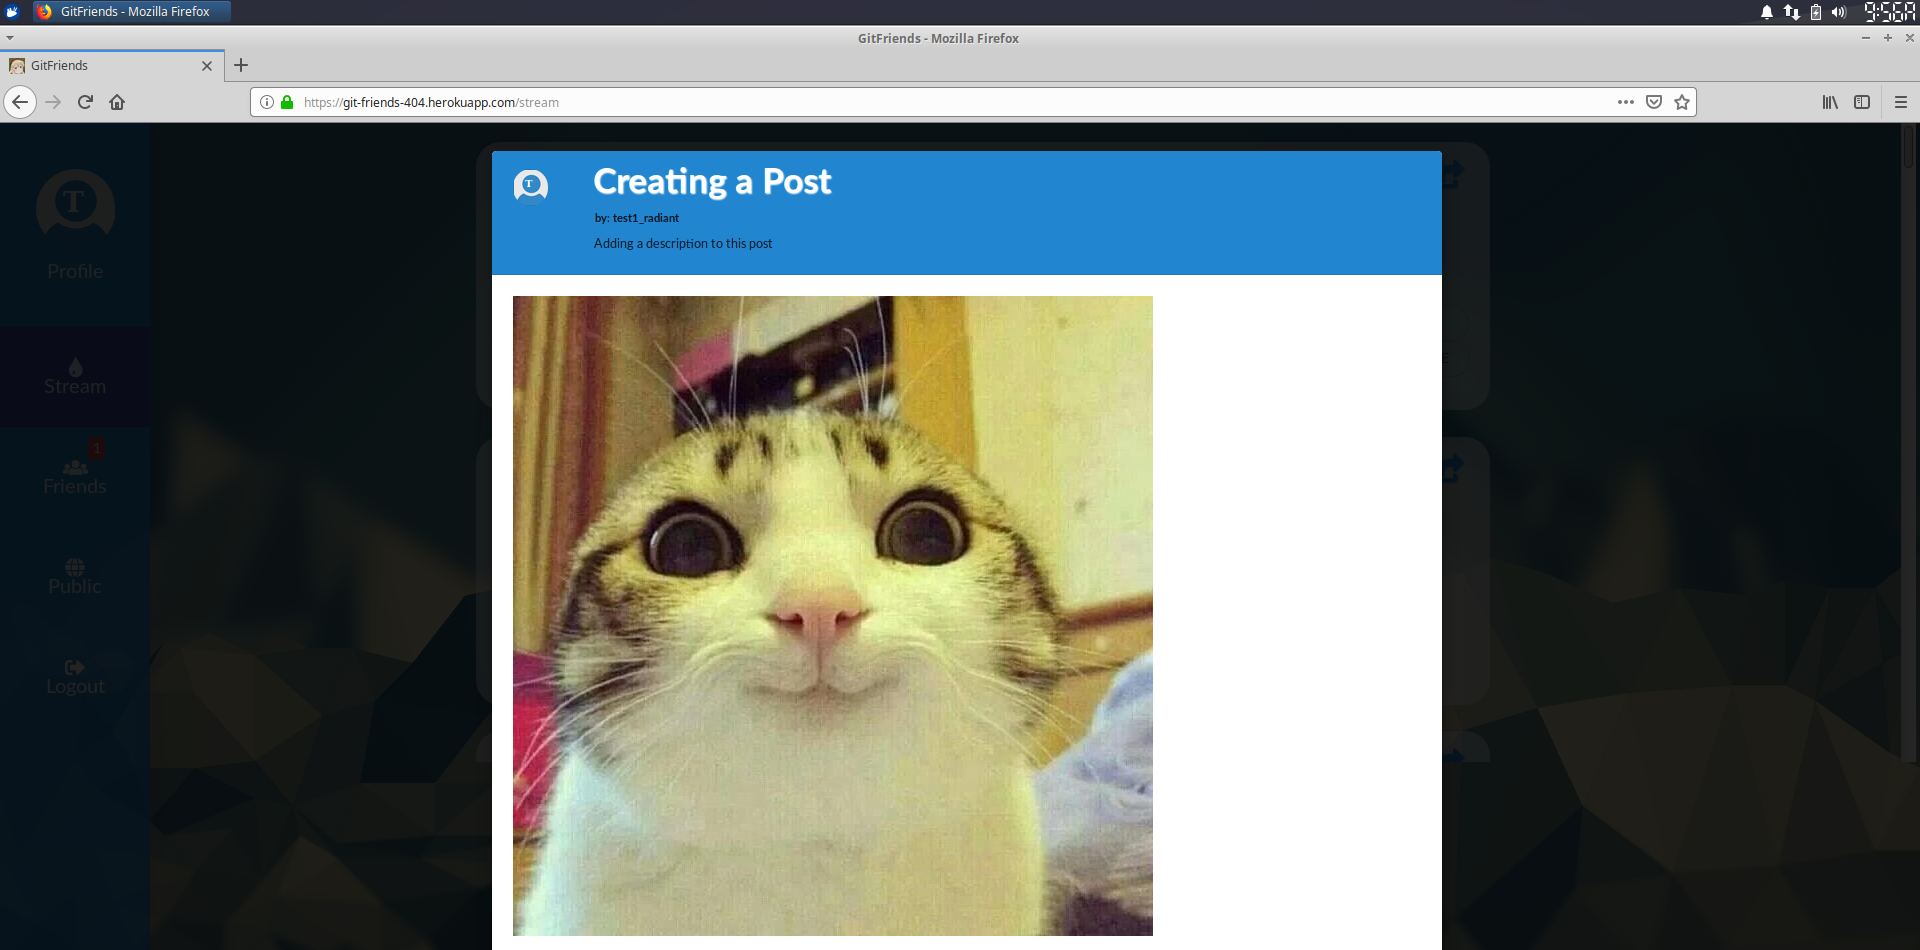 GitFriends - Mozilla Firefox
9:56A
GitFriends - Mozilla Firefox
GitFriends
https://git-friends-404.herokuapp.com/stream
T
Profile
Stream
1
Friends
Public
Logout
T
Creating a Post
by: test1_radiant
Adding a description to this post